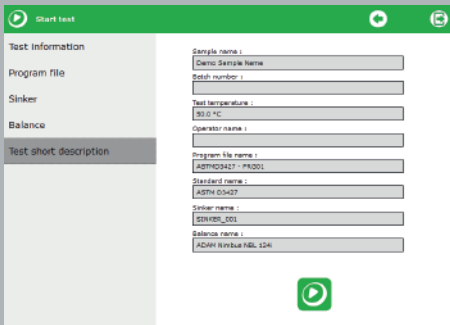 Start test
Test information
Program file
Sinker
Balance
Test short description
Sample name :
Demo Sample Name
Batch number :
Test temperature :
50.0 °C
Operator name :
Program file name :
ASTMD3427 - PRG01
Standard name :
ASTM D3427
Sinker name :
SINKER_001
Balance name :
ADAM Nimbus NBL 124i